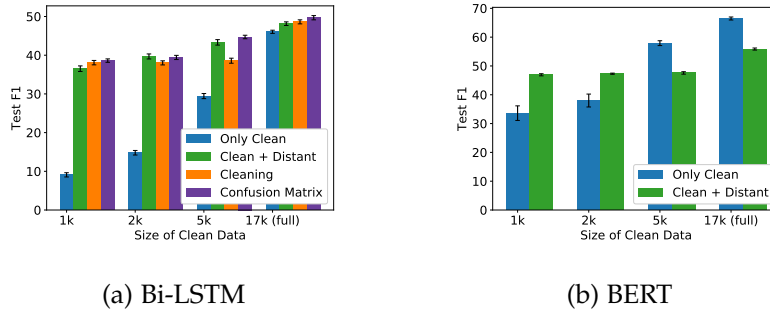 50
40
30
20
10
0
Test F1
Only Clean
Clean + Distant
Cleaning
Confusion Matrix
1k 2k 5k 17k (full)
Size of Clean Data
(a) Bi-LSTM
70
60
50
40
30
20
10
0
Test F1
Only Clean
Clean + Distant
1k 2k 5k 17k (full)
Size of Clean Data
(b) BERT